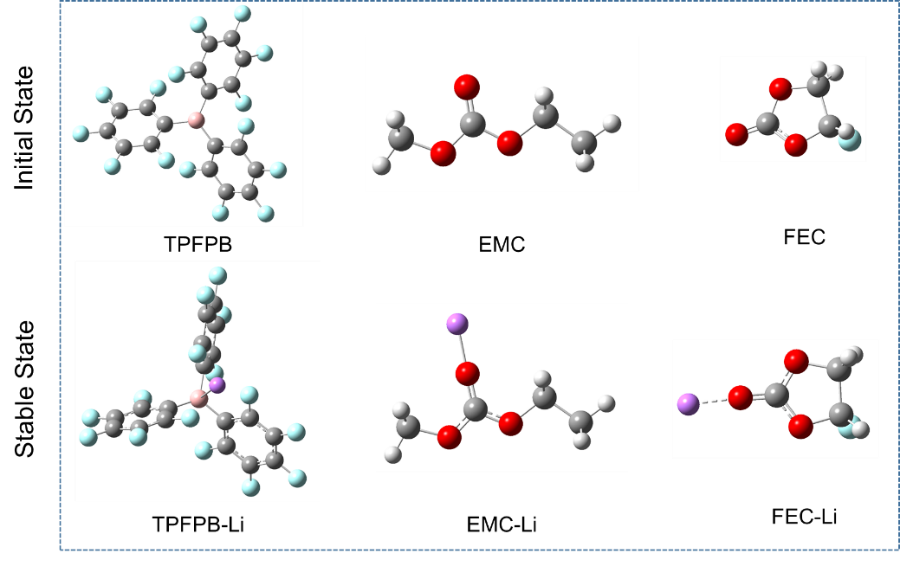 Initial State
TPFPB
EMC
FEC
Stable State
TPFPB-Li
EMC-Li
FEC-Li